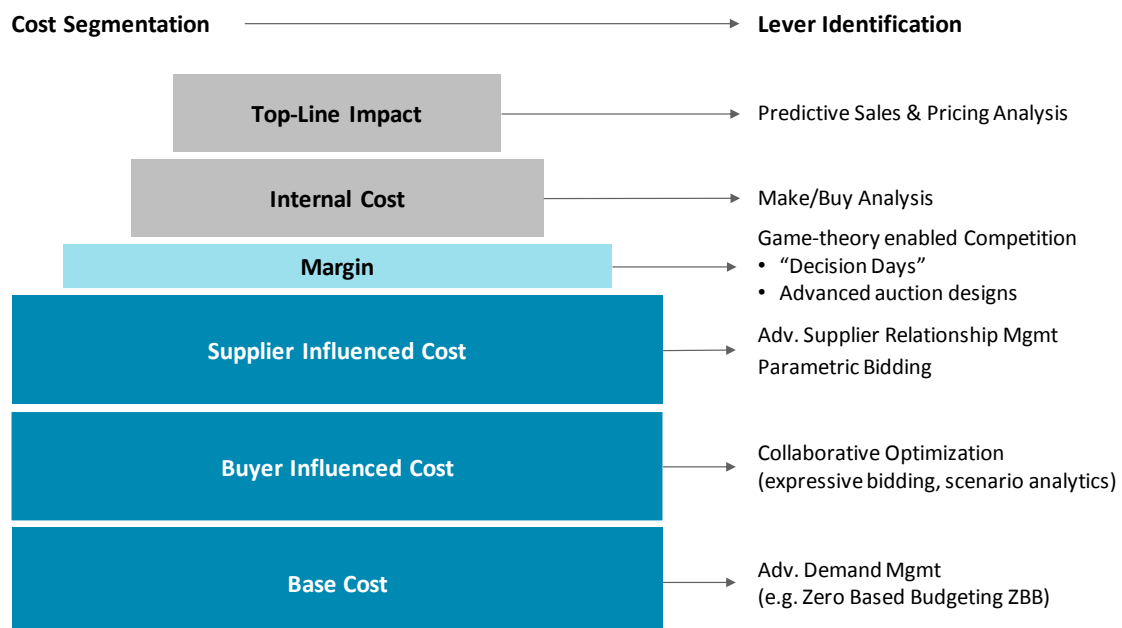 Cost Segmentation
Lever Identification
Top-Line Impact
Predictive Sales & Pricing Analysis
Internal Cost
Make/Buy Analysis
Margin
Game-theory enabled Competition
• “Decision Days”
• Advanced auction designs
Supplier Influenced Cost
Adv. Supplier Relationship Mgmt
Parametric Bidding
Buyer Influenced Cost
Collaborative Optimization
(expressive bidding, scenario analytics)
Base Cost
Adv. Demand Mgmt
(e.g. Zero Based Budgeting ZBB)